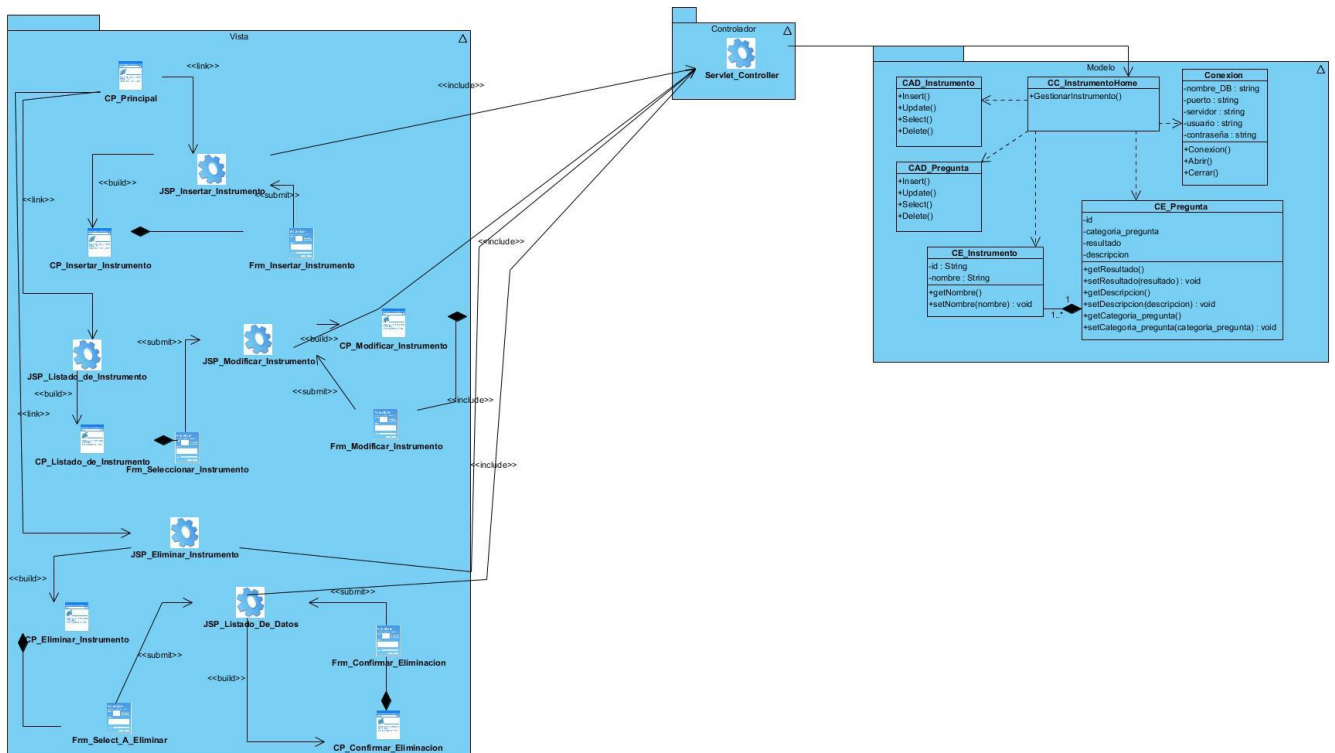 Vista
CP_Principal
<<link>>
<<include>>
JSP_Insertar_Instrumento
<<build>>
<<submit>>
<<link>>
CP_Insertar_Instrumento
Frm_Insertar_Instrumento
<<include>>
<<submit>>
JSP_Modificar_Instrumento
<<build>>
CP_Modificar_Instrumento
JSP_Listado_de_Instrumento
<<build>>
<<submit>>
<<include>>
<<link>>
CP_Listado_de_Instrumento
Frm_Seleccionar_Instrumento
Frm_Modificar_Instrumento
<<include>>
JSP_Eliminar_Instrumento
<<build>>
<<submit>>
CP_Eliminar_Instrumento
JSP_Listado_De_Datos
<<submit>>
Frm_Confirmar_Eliminacion
<<build>>
Frm_Select_A_Eliminar
CP_Confirmar_Eliminacion
Controlador
Servlet_Controller
Modelo
CAD_Instrumento
+Insert()
+Update()
+Select()
+Delete()
CC_InstrumentoHome
+GestionarInstrumento()
Conexion
-nombre_DB : string
-puerto : string
-servidor : string
-usuario : string
-contraseña : string
+Conexion()
+Abrir()
+Cerrar()
CAD_Pregunta
+Insert()
+Update()
+Select()
+Delete()
CE_Pregunta
-id
-categoria_pregunta
-resultado
-descripcion
+getResultado()
+setResultado(resultado) : void
+getDescripcion()
+setDescripcion(descripcion) : void
+getCategoria_pregunta()
+setCategoria_pregunta(categoria_pregunta) : void
CE_Instrumento
-id : String
-nombre : String
+getNombre()
+setNombre(nombre) : void
1
1..*